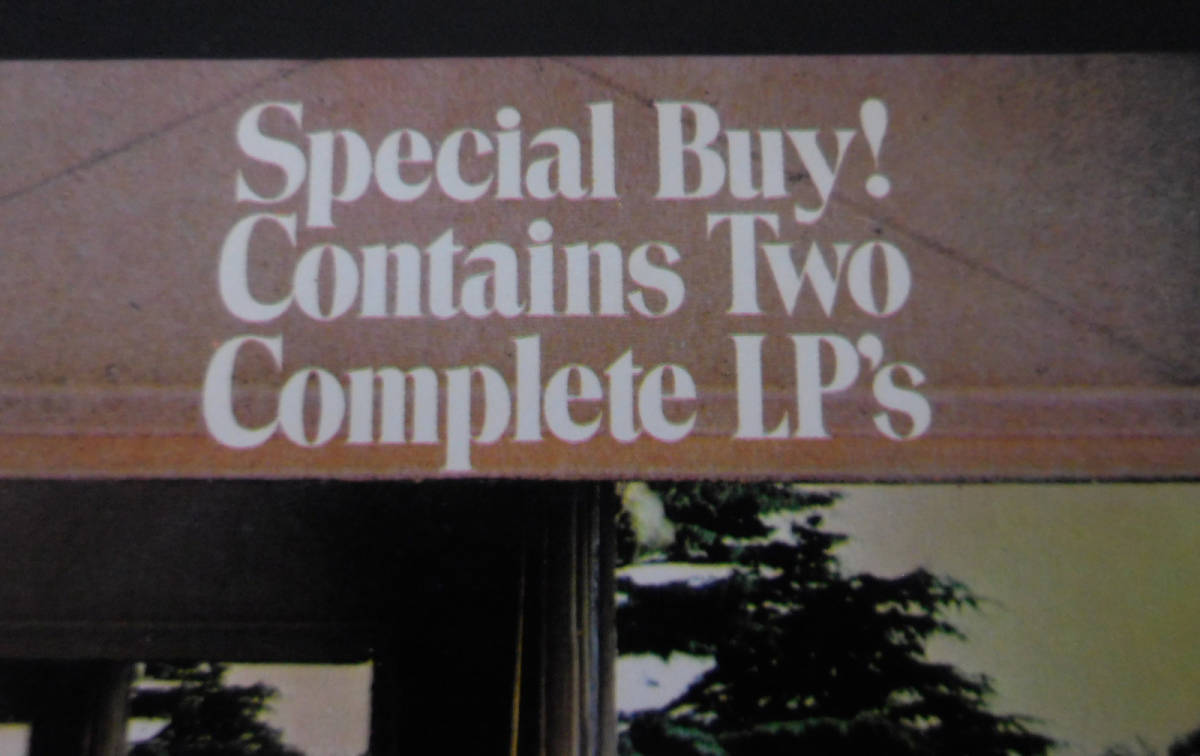 Special Buy!
Contains Two
Complete LP's